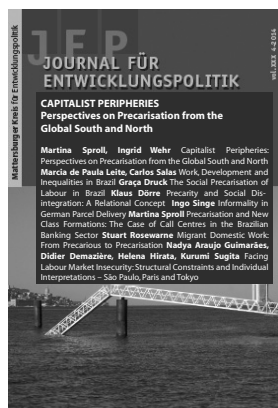 JEP
JOURNAL FÜR
ENTWICKLUNGSPOLITIK
vol. XXX 4-2014
Mattersburger Kreis für Entwicklungspolitik
CAPITALIST PERIPHERIES
Perspectives on Precarisation from the
Global South and North
Martina Sproll, Ingrid Wehr Capitalist Peripheries:
Perspectives on Precarisation from the Global South and North
Marcia de Paula Leite, Carlos Salas Work, Development and
Inequalities in Brazil Graça Druck The Social Precarisation of
Labour in Brazil Klaus Dörre Precarity and Social Dis-
integration: A Relational Concept Ingo Singe Informality in
German Parcel Delivery Martina Sproll Precarisation and New
Class Formations: The Case of Call Centres in the Brazilian
Banking Sector Stuart Rosewarne Migrant Domestic Work:
From Precarious to Precarisation Nadya Araujo Guimarães,
Didier Demazière, Helena Hirata, Kurumi Sugita Facing
Labour Market Insecurity: Structural Constraints and Individual
Interpretations – São Paulo, Paris and Tokyo